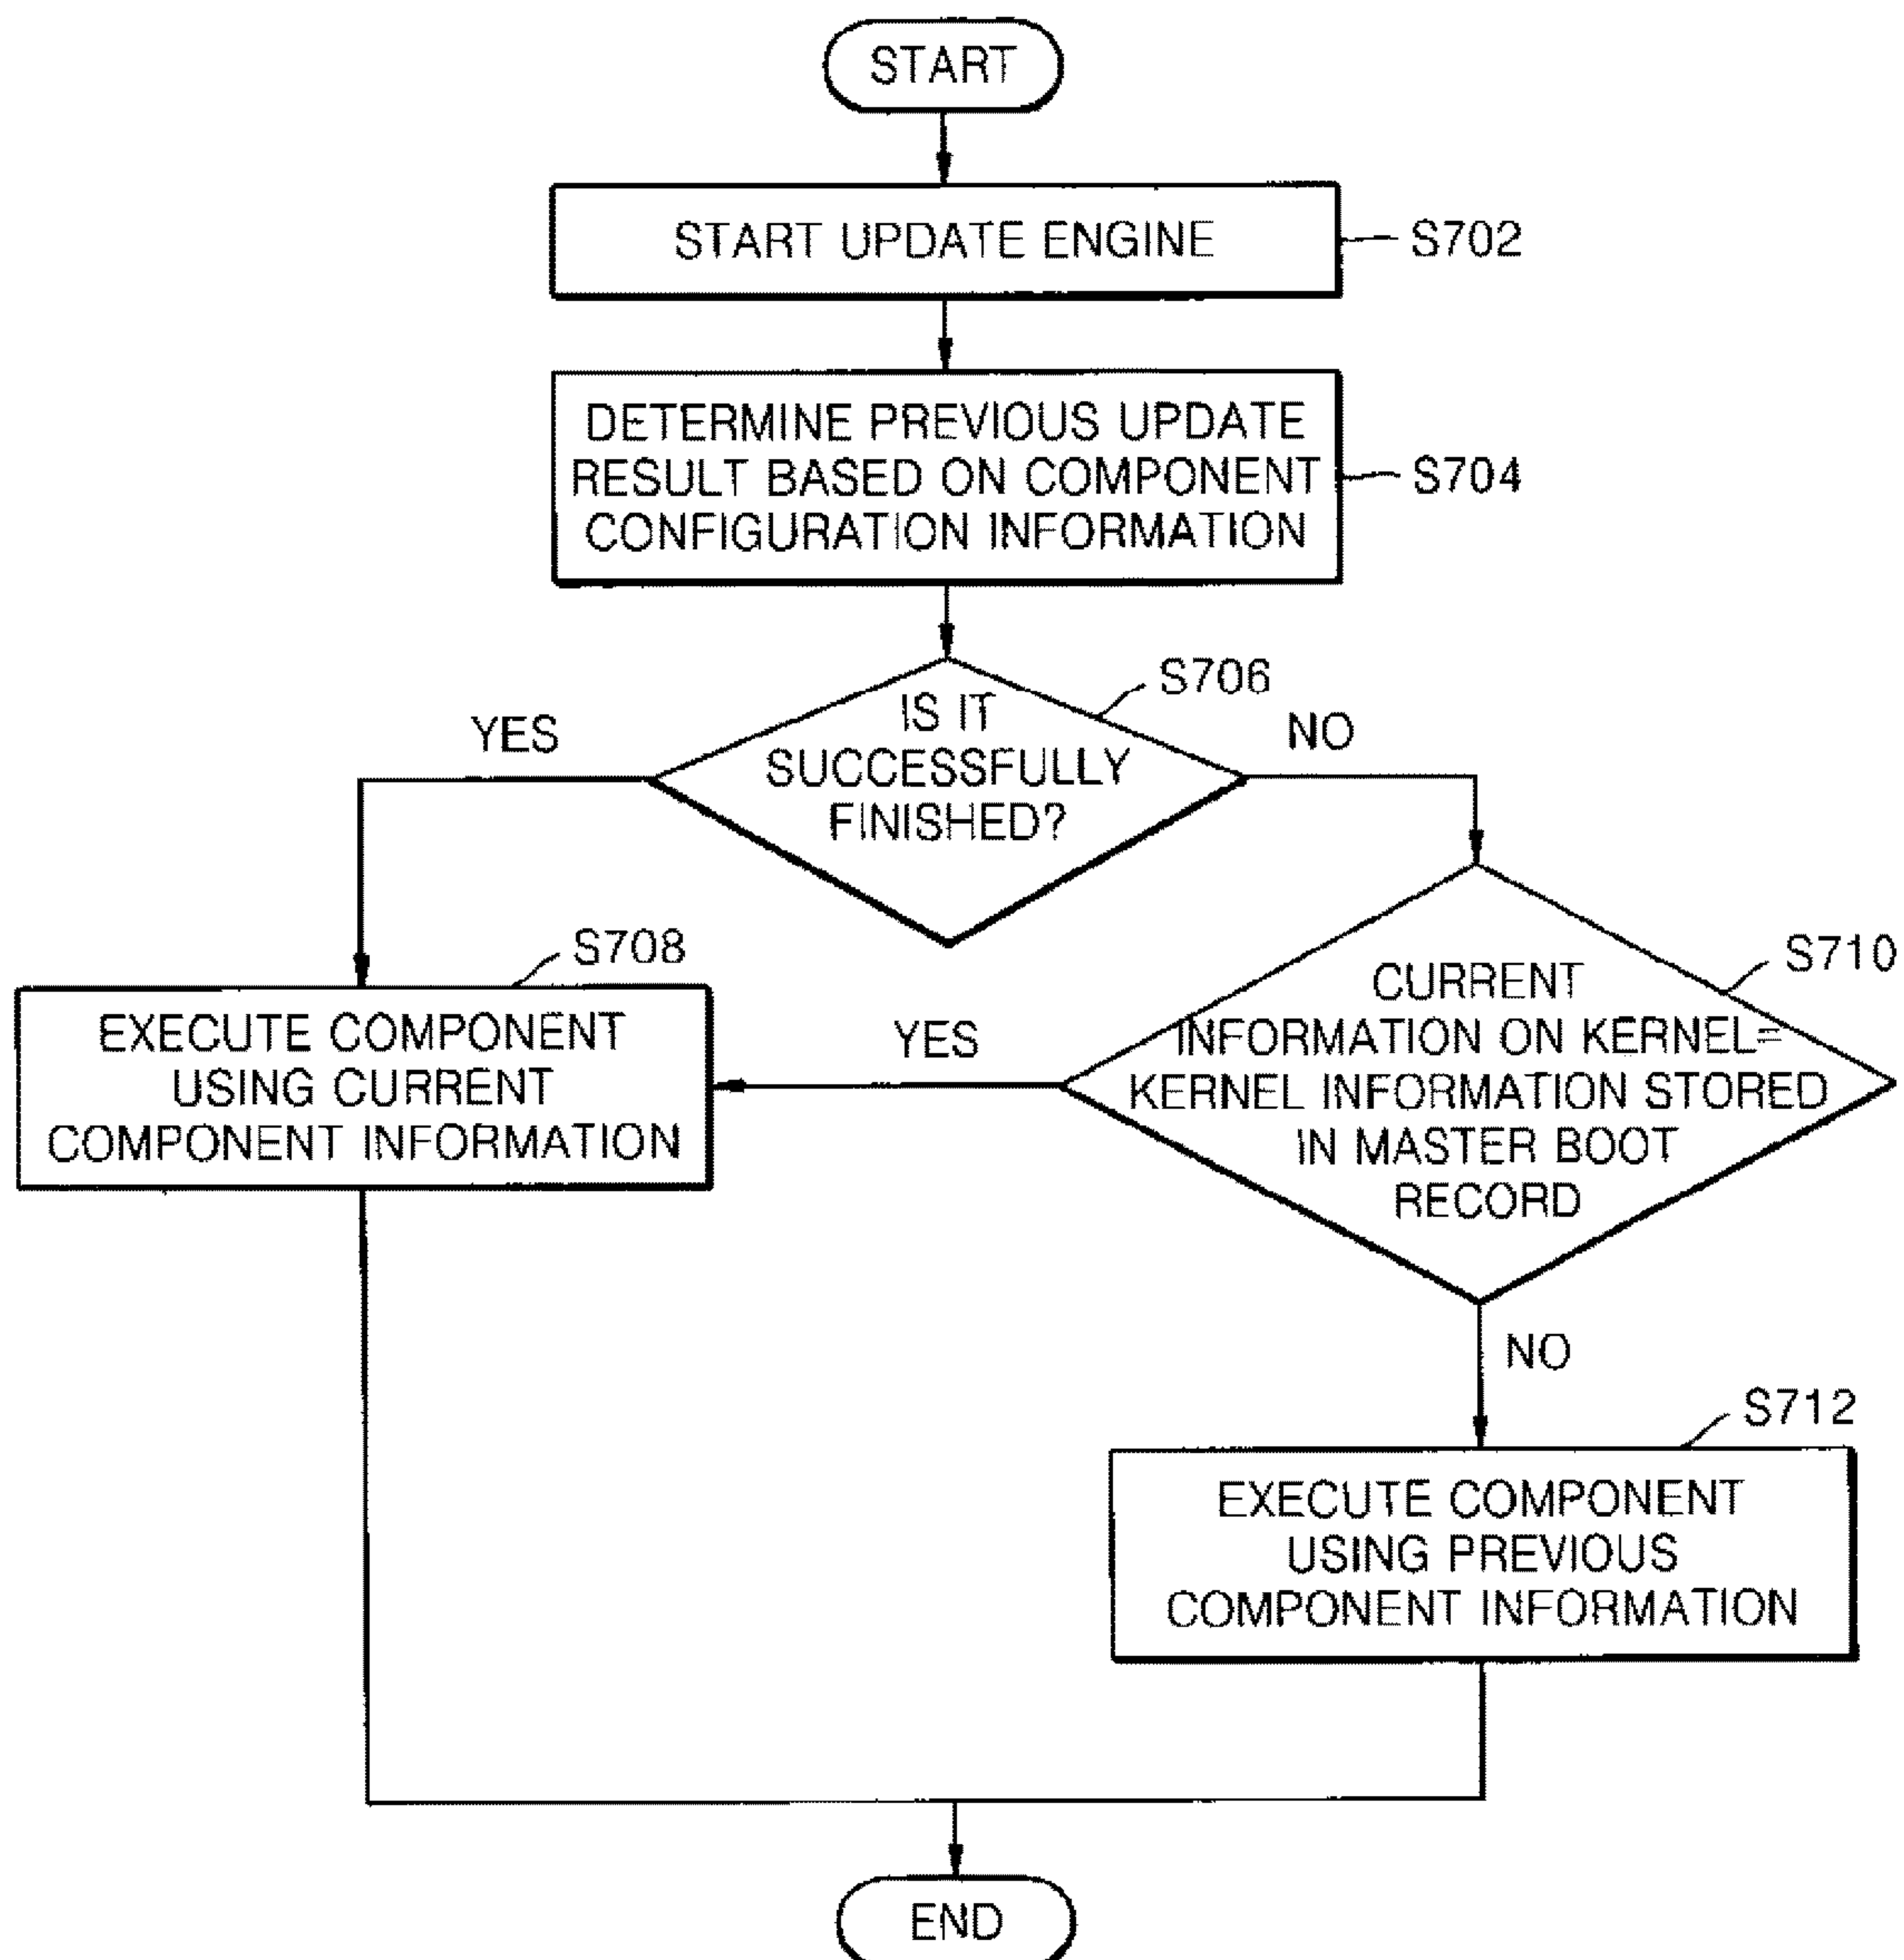 START
START UPDATE ENGINE
S702
DETERMINE PREVIOUS UPDATE
RESULT BASED ON COMPONENT
CONFIGURATION INFORMATION
S704
S706
IS IT
SUCCESSFULLY
FINISHED?
YES
NO
S708
EXECUTE COMPONENT
USING CURRENT
COMPONENT INFORMATION
YES
S710
CURRENT
INFORMATION ON KERNEL=
KERNEL INFORMATION STORED
IN MASTER BOOT
RECORD
NO
S712
EXECUTE COMPONENT
USING PREVIOUS
COMPONENT INFORMATION
END